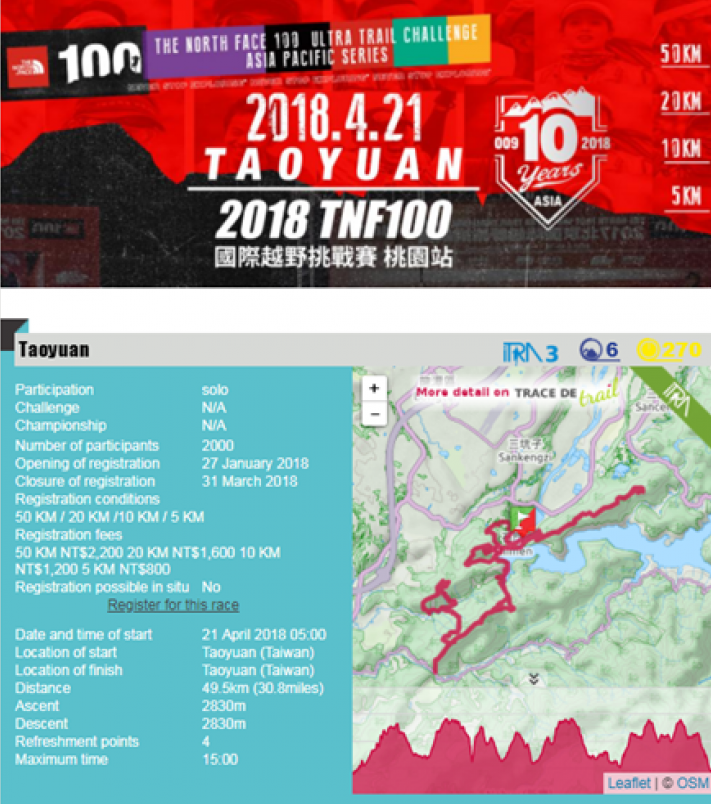 THE NORTH FACE
100
THE NORTH FACE 100 ULTRA TRAIL CHALLENGE
ASIA PACIFIC SERIES
2018.4.21
TAOYUAN
2018 TNF100
國際越野挑戰賽 桃園站
009 10 2018
Years
ASIA
50KM
20KM
10KM
5KM
Taoyuan
ITRA 3
6
270
Participation solo
Challenge N/A
Championship N/A
Number of participants 2000
Opening of registration 27 January 2018
Closure of registration 31 March 2018
Registration conditions
50 KM / 20 KM /10 KM / 5 KM
Registration fees
50 KM NT$2,200 20 KM NT$1,600 10 KM
NT$1,200 5 KM NT$800
Registration possible in situ No
Register for this race
Date and time of start 21 April 2018 05:00
Location of start Taoyuan (Taiwan)
Location of finish Taoyuan (Taiwan)
Distance 49.5km (30.8miles)
Ascent 2830m
Descent 2830m
Refreshment points 4
Maximum time 15:00
+
−
More detail on TRACE DE trail
ITRA
三坑子
Sankengzi
Leaflet | © OSM